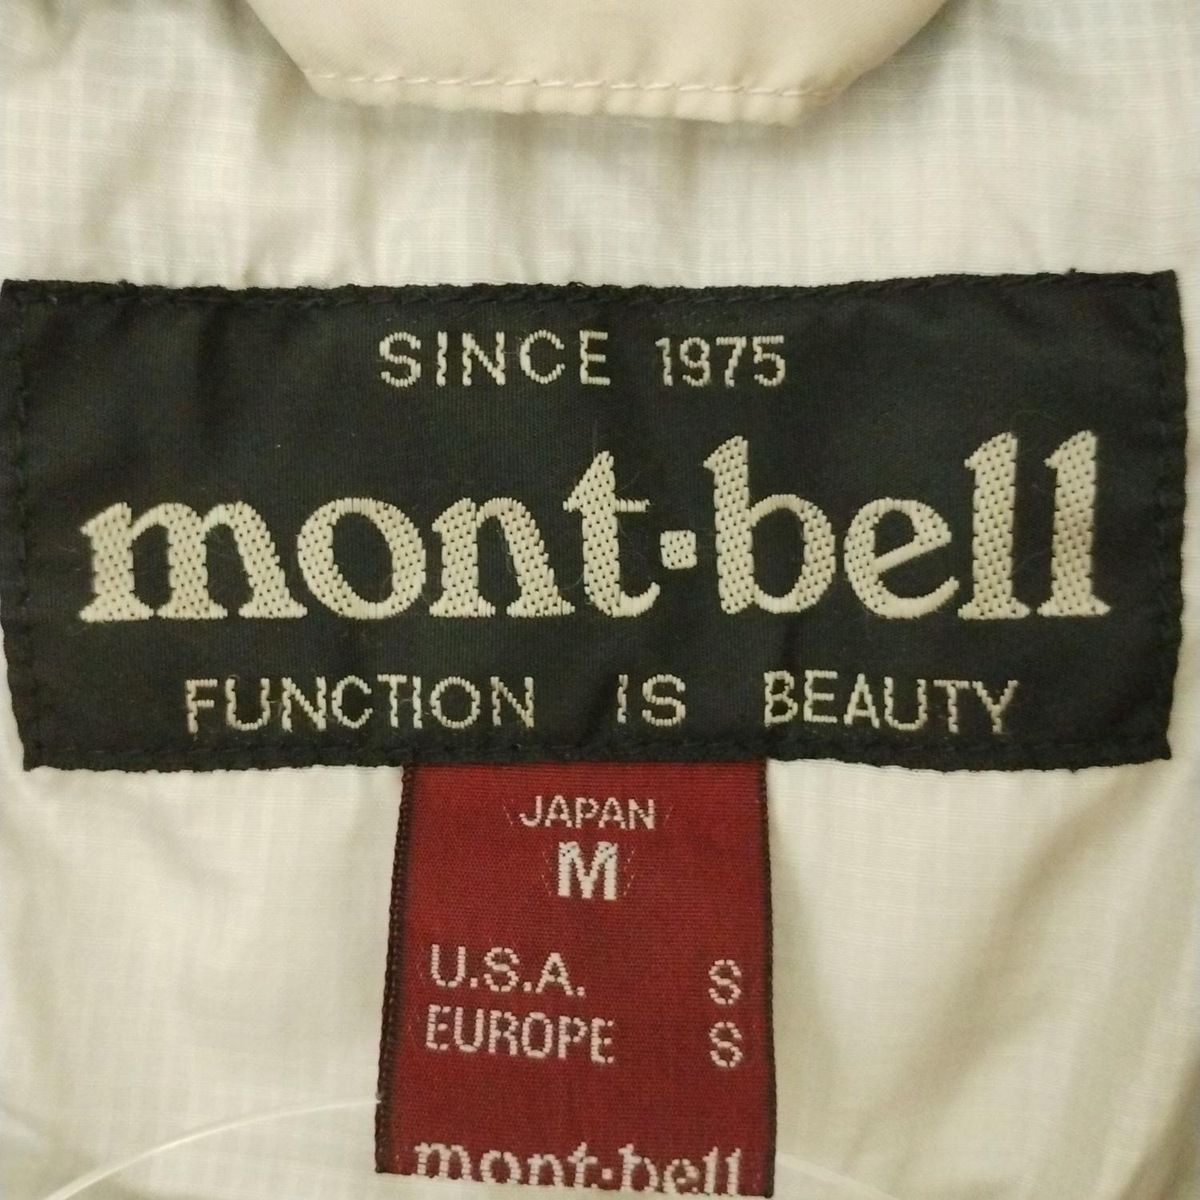 SINCE 1975
mont·bell
FUNCTION IS BEAUTY
JAPAN
M
U.S.A. S
EUROPE S
mont·bell